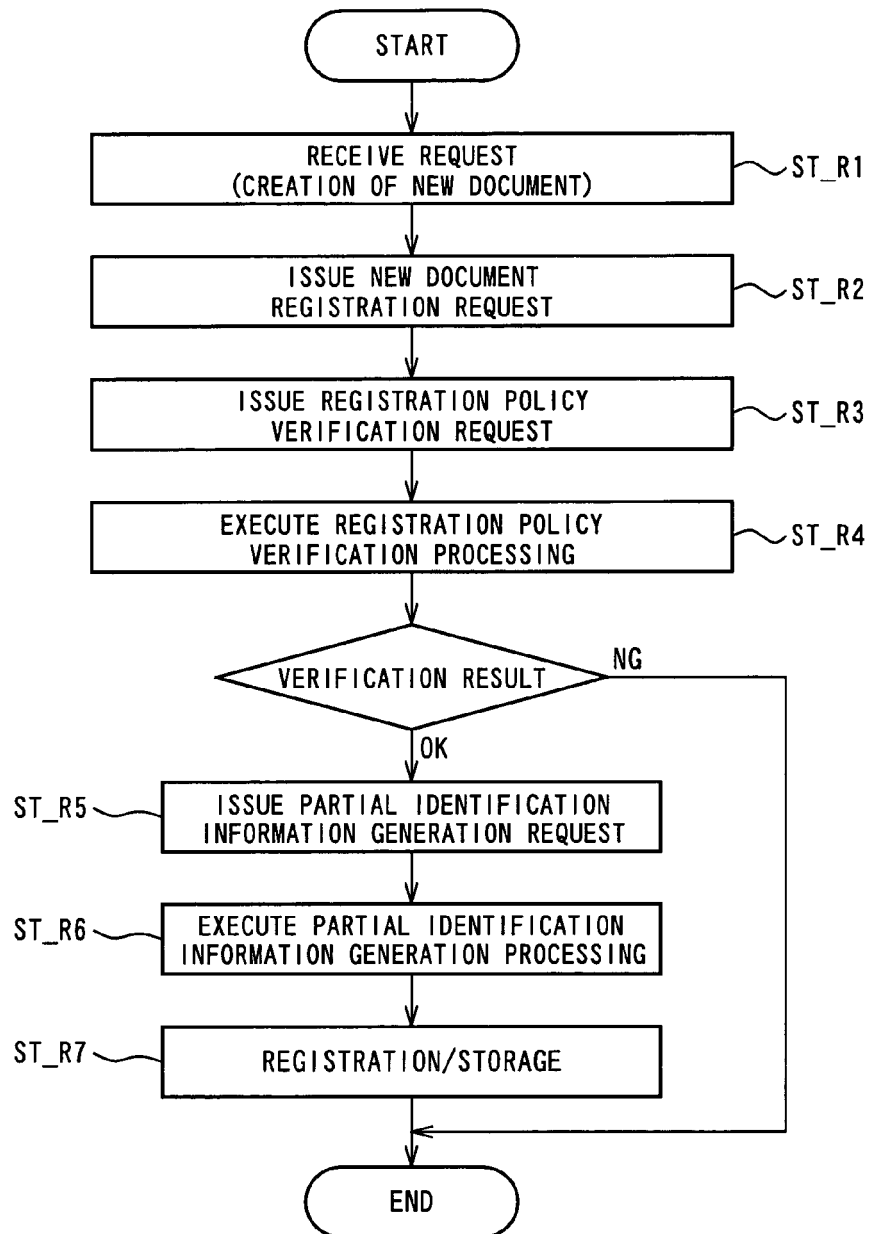 START
RECEIVE REQUEST
(CREATION OF NEW DOCUMENT)
ST_R1
ISSUE NEW DOCUMENT
REGISTRATION REQUEST
ST_R2
ISSUE REGISTRATION POLICY
VERIFICATION REQUEST
ST_R3
EXECUTE REGISTRATION POLICY
VERIFICATION PROCESSING
ST_R4
VERIFICATION RESULT
NG
OK
ST_R5
ISSUE PARTIAL IDENTIFICATION
INFORMATION GENERATION REQUEST
ST_R6
EXECUTE PARTIAL IDENTIFICATION
INFORMATION GENERATION PROCESSING
ST_R7
REGISTRATION/STORAGE
END